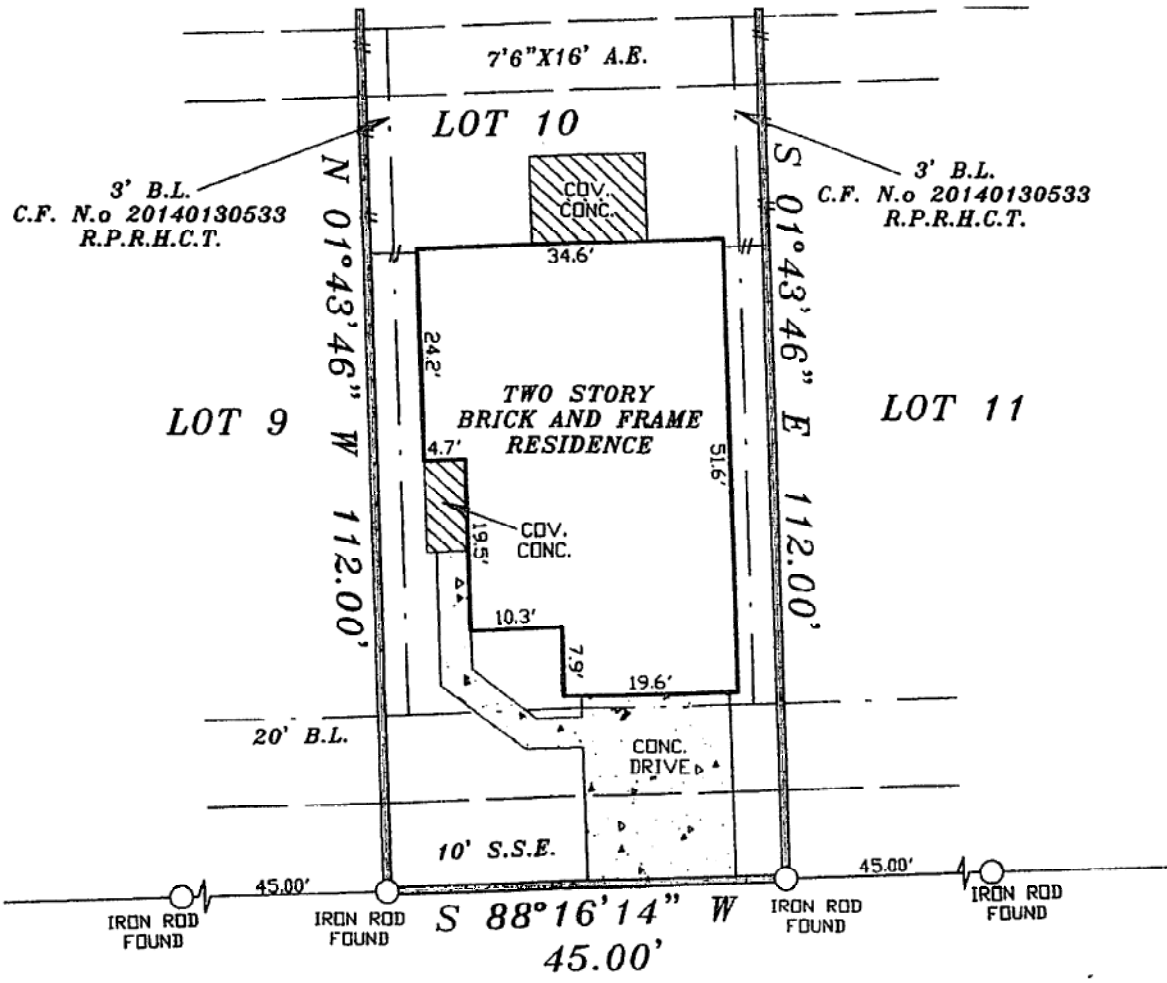 7'6"X16' A.E.
LOT 10
3' B.L.
C.F. N.o 20140130533
R.P.R.H.C.T.
3' B.L.
C.F. N.o 20140130533
R.P.R.H.C.T.
COV.
CONC.
N 01°43'46" W 112.00'
S 01°43'46" E 112.00'
34.6'
24.2'
TWO STORY
BRICK AND FRAME
RESIDENCE
LOT 9
LOT 11
4.7'
51.6'
COV.
CONC.
19.5'
10.3'
7.9'
19.6'
20' B.L.
CONC.
DRIVE
10' S.S.E.
45.00'
45.00'
IRON ROD
FOUND
IRON ROD
FOUND
S 88°16'14" W
45.00'
IRON ROD
FOUND
IRON ROD
FOUND